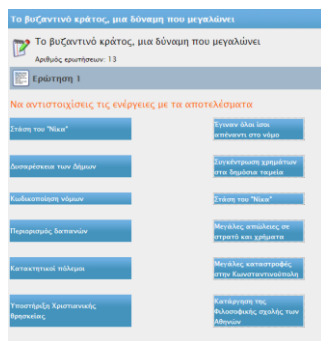 Το βυζαντινό κράτος, μια δύναμη που μεγαλώνει
Το βυζαντινό κράτος, μια δύναμη που μεγαλώνει
Αριθμός ερωτήσεων: 13
Ερώτηση 1
Να αντιστοιχίσεις τις ενέργειες με τα αποτελέσματα
Στάση του "Νίκα"
Έγιναν όλοι ίσοι
απέναντι στο νόμο
Δυσαρέσκεια των Δήμων
Συγκέντρωση χρημάτων
στα δημόσια ταμεία
Κωδικοποίηση νόμων
Στάση του "Νίκα"
Περιορισμός δαπανών
Μεγάλες απώλειες σε
στρατό και χρήματα
Κατακτητικοί πόλεμοι
Μεγάλες καταστροφές
στην Κωνσταντινούπολη
Υποστήριξη Χριστιανικής
θρησκείας
Κατάργηση της
Φιλοσοφικής σχολής των
Αθηνών